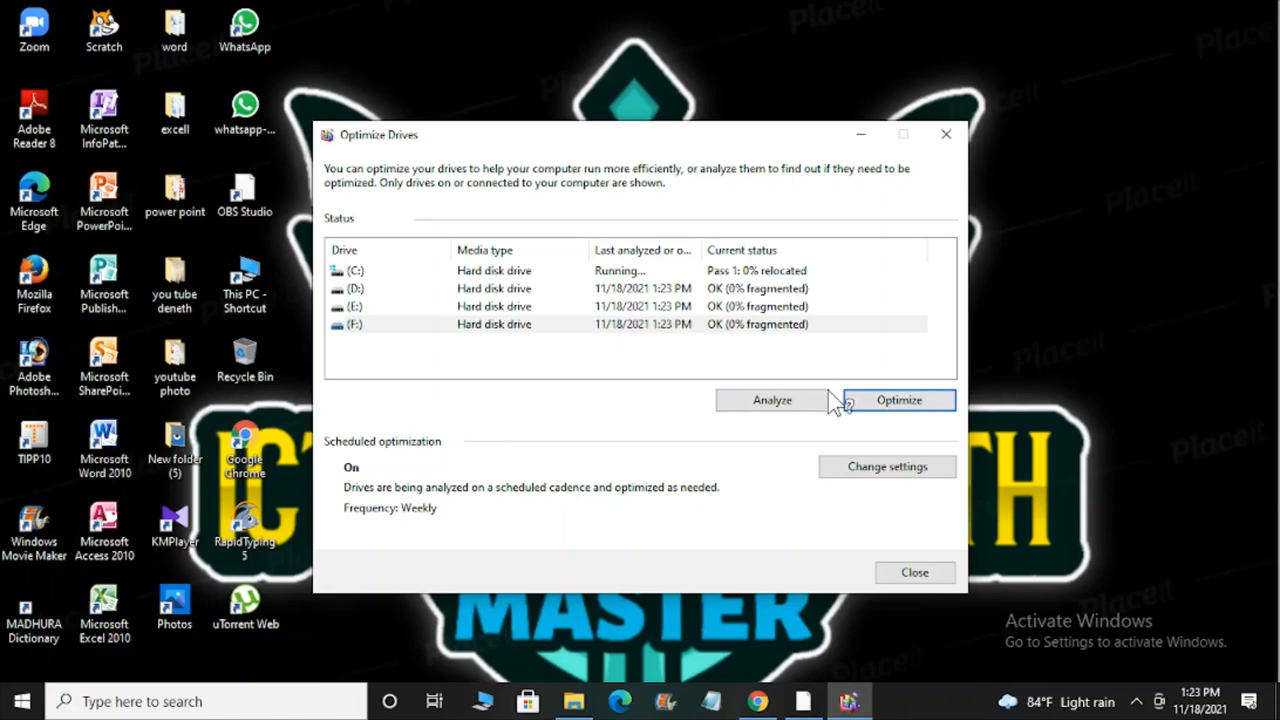 Zoom
Scratch
word
WhatsApp
Adobe
Reader 8
Microsoft
InfoPat...
excell
whatsapp-...
Microsoft
Edge
Microsoft
PowerPoi...
power point
OBS Studio
Mozilla
Firefox
Microsoft
Publish...
you tube
deneth
This PC -
Shortcut
Adobe
Photosh...
Microsoft
SharePoi...
youtube
photo
Recycle Bin
TIPP10
Microsoft
Word 2010
New folder
(5)
Google
Chrome
Windows
Movie Maker
Microsoft
Access 2010
KMPlayer
RapidTyping
5
MADHURA
Dictionary
Microsoft
Excel 2010
Photos
uTorrent Web
Optimize Drives
You can optimize your drives to help your computer run more efficiently, or analyze them to find out if they need to be
optimized. Only drives on or connected to your computer are shown.
Status
Drive Media type Last analyzed or o... Current status
(C:) Hard disk drive Running... Pass 1: 0% relocated
(D:) Hard disk drive 11/18/2021 1:23 PM OK (0% fragmented)
(E:) Hard disk drive 11/18/2021 1:23 PM OK (0% fragmented)
(F:) Hard disk drive 11/18/2021 1:23 PM OK (0% fragmented)
Analyze Optimize
Scheduled optimization
On
Change settings
Drives are being analyzed on a scheduled cadence and optimized as needed.
Frequency: Weekly
Close
MASTER
Placeit
Placeit
Placeit
Placeit
Placeit
Placeit
Activate Windows
Go to Settings to activate Windows.
Type here to search
84°F Light rain
1:23 PM
11/18/2021